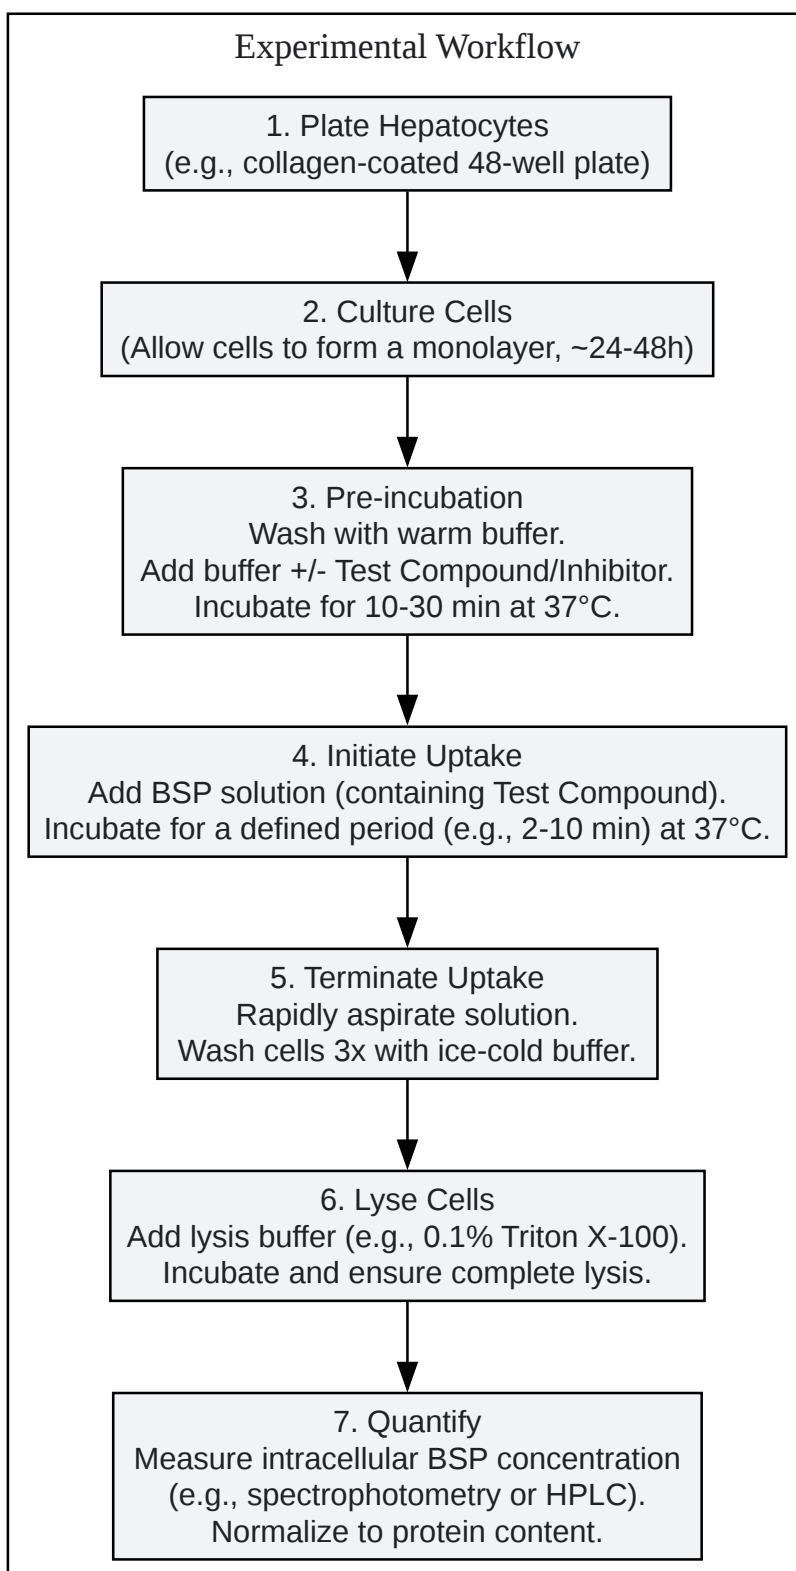 Experimental Workflow
1. Plate Hepatocytes
(e.g., collagen-coated 48-well plate)
2. Culture Cells
(Allow cells to form a monolayer, ~24-48h)
3. Pre-incubation
Wash with warm buffer.
Add buffer +/- Test Compound/Inhibitor.
Incubate for 10-30 min at 37°C.
4. Initiate Uptake
Add BSP solution (containing Test Compound).
Incubate for a defined period (e.g., 2-10 min) at 37°C.
5. Terminate Uptake
Rapidly aspirate solution.
Wash cells 3x with ice-cold buffer.
6. Lyse Cells
Add lysis buffer (e.g., 0.1% Triton X-100).
Incubate and ensure complete lysis.
7. Quantify
Measure intracellular BSP concentration
(e.g., spectrophotometry or HPLC).
Normalize to protein content.